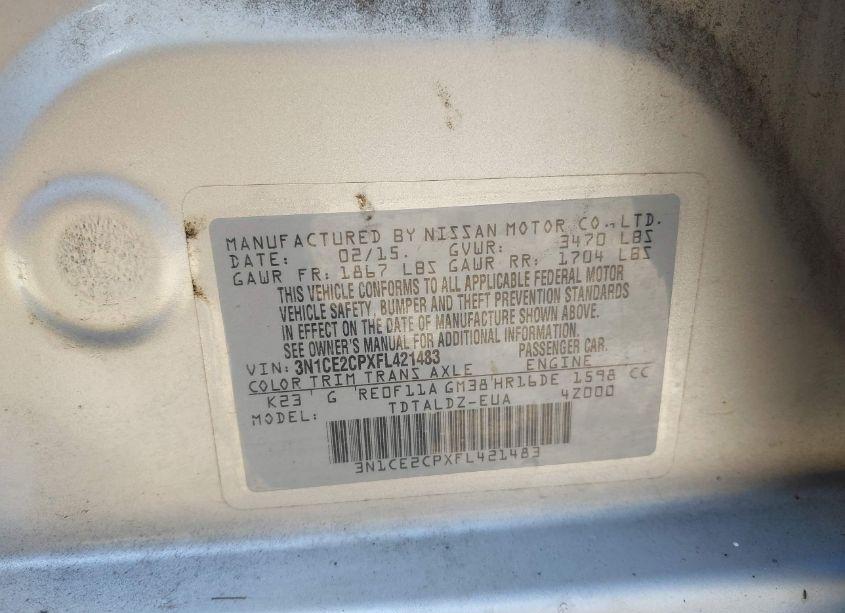 MANUFACTURED BY NISSAN MOTOR CO., LTD.
DATE: 02/15. GVWR: 3470 LBS
GAWR FR: 1867 LBS GAWR RR: 1704 LBS
THIS VEHICLE CONFORMS TO ALL APPLICABLE FEDERAL MOTOR
VEHICLE SAFETY, BUMPER AND THEFT PREVENTION STANDARDS
IN EFFECT ON THE DATE OF MANUFACTURE SHOWN ABOVE.
SEE OWNER'S MANUAL FOR ADDITIONAL INFORMATION.
VIN: 3N1CE2CPXFL421483 PASSENGER CAR.
COLOR TRIM TRANS AXLE ENGINE
K23 G RE0F11A GM38 HR16DE 1598 CC
MODEL: TDTALDZ-EUA 4Z000
3N1CE2CPXFL421483